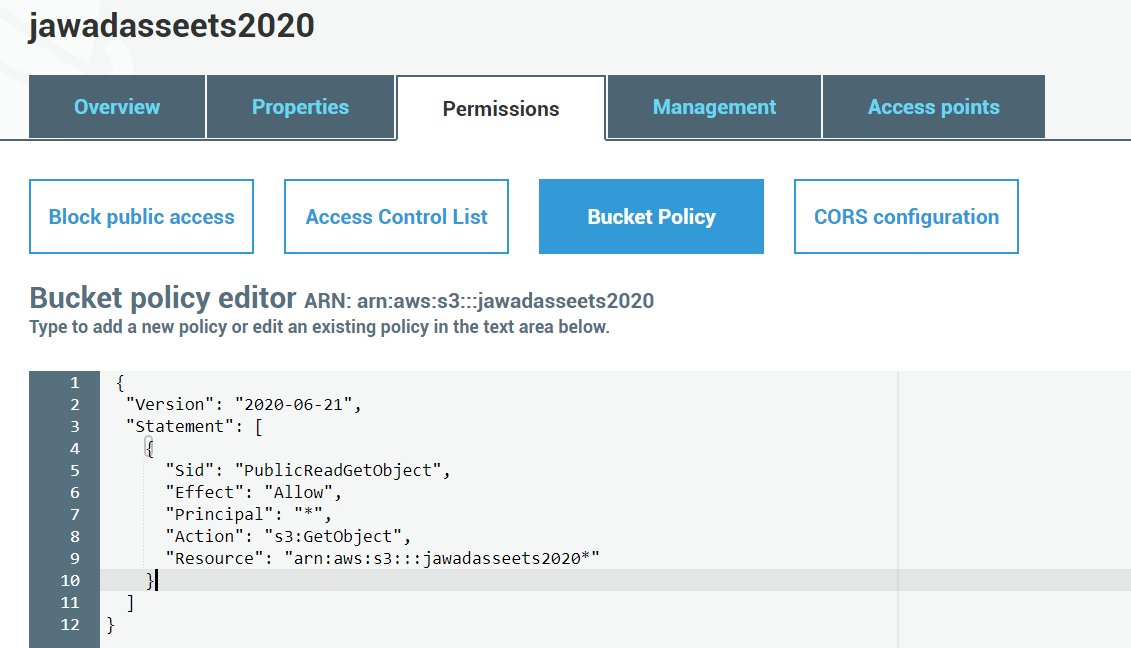 jawadasseets2020
Overview Properties Permissions Management Access points
Block public access Access Control List Bucket Policy CORS configuration
Bucket policy editor ARN: arn:aws:s3:::jawadasseets2020
Type to add a new policy or edit an existing policy in the text area below.
1 {
2 "Version": "2020-06-21",
3 "Statement": [
4 {
5 "Sid": "PublicReadGetObject",
6 "Effect": "Allow",
7 "Principal": "*",
8 "Action": "s3:GetObject",
9 "Resource": "arn:aws:s3:::jawadasseets2020*"
10 }
11 ]
12 }